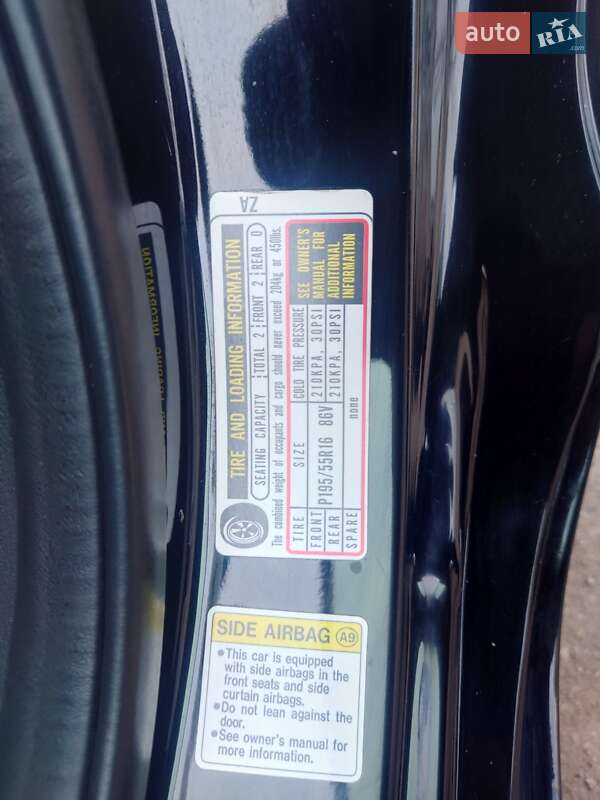 auto RIA.com
ZA
TIRE AND LOADING INFORMATION
SEATING CAPACITY TOTAL 2 FRONT 2 REAR 0
The combined weight of occupants and cargo should never exceed 204kg or 450lbs.
TIRE SIZE COLD TIRE PRESSURE
FRONT P195/55R16 86V 210KPA, 30PSI
REAR 210KPA, 30PSI
SPARE none
SEE OWNER'S
MANUAL FOR
ADDITIONAL
INFORMATION
SIDE AIRBAG A9
•This car is equipped
with side airbags in the
front seats and side
curtain airbags.
•Do not lean against the
door.
•See owner's manual for
more information.